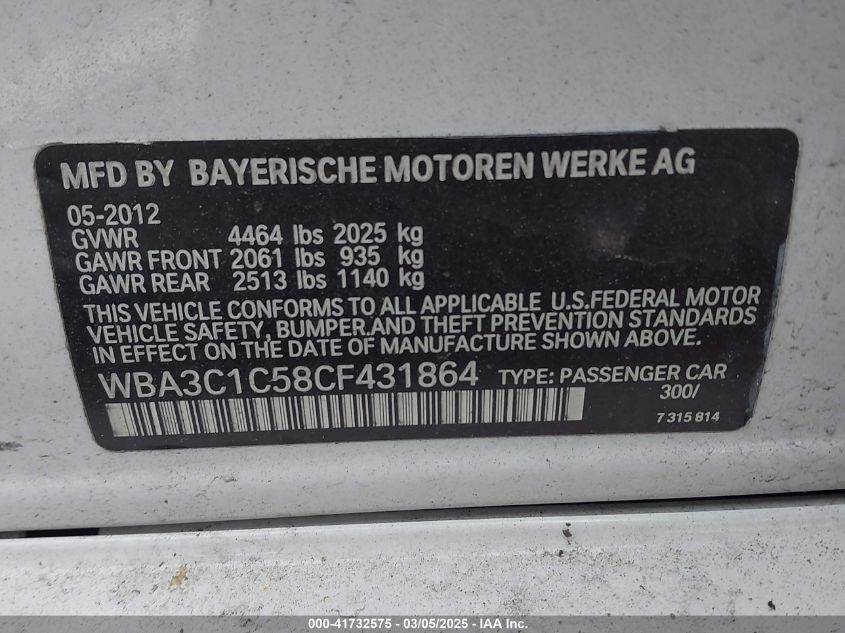 MFD BY BAYERISCHE MOTOREN WERKE AG
05-2012
GVWR 4464 lbs 2025 kg
GAWR FRONT 2061 lbs 935 kg
GAWR REAR 2513 lbs 1140 kg
THIS VEHICLE CONFORMS TO ALL APPLICABLE U.S.FEDERAL MOTOR
VEHICLE SAFETY, BUMPER,AND THEFT PREVENTION STANDARDS
IN EFFECT ON THE DATE OF MANUFACTURE SHOWN ABOVE.
WBA3C1C58CF431864 TYPE: PASSENGER CAR
300/
7 315 814
000-41732575 - 03/05/2025 - IAAI.COM